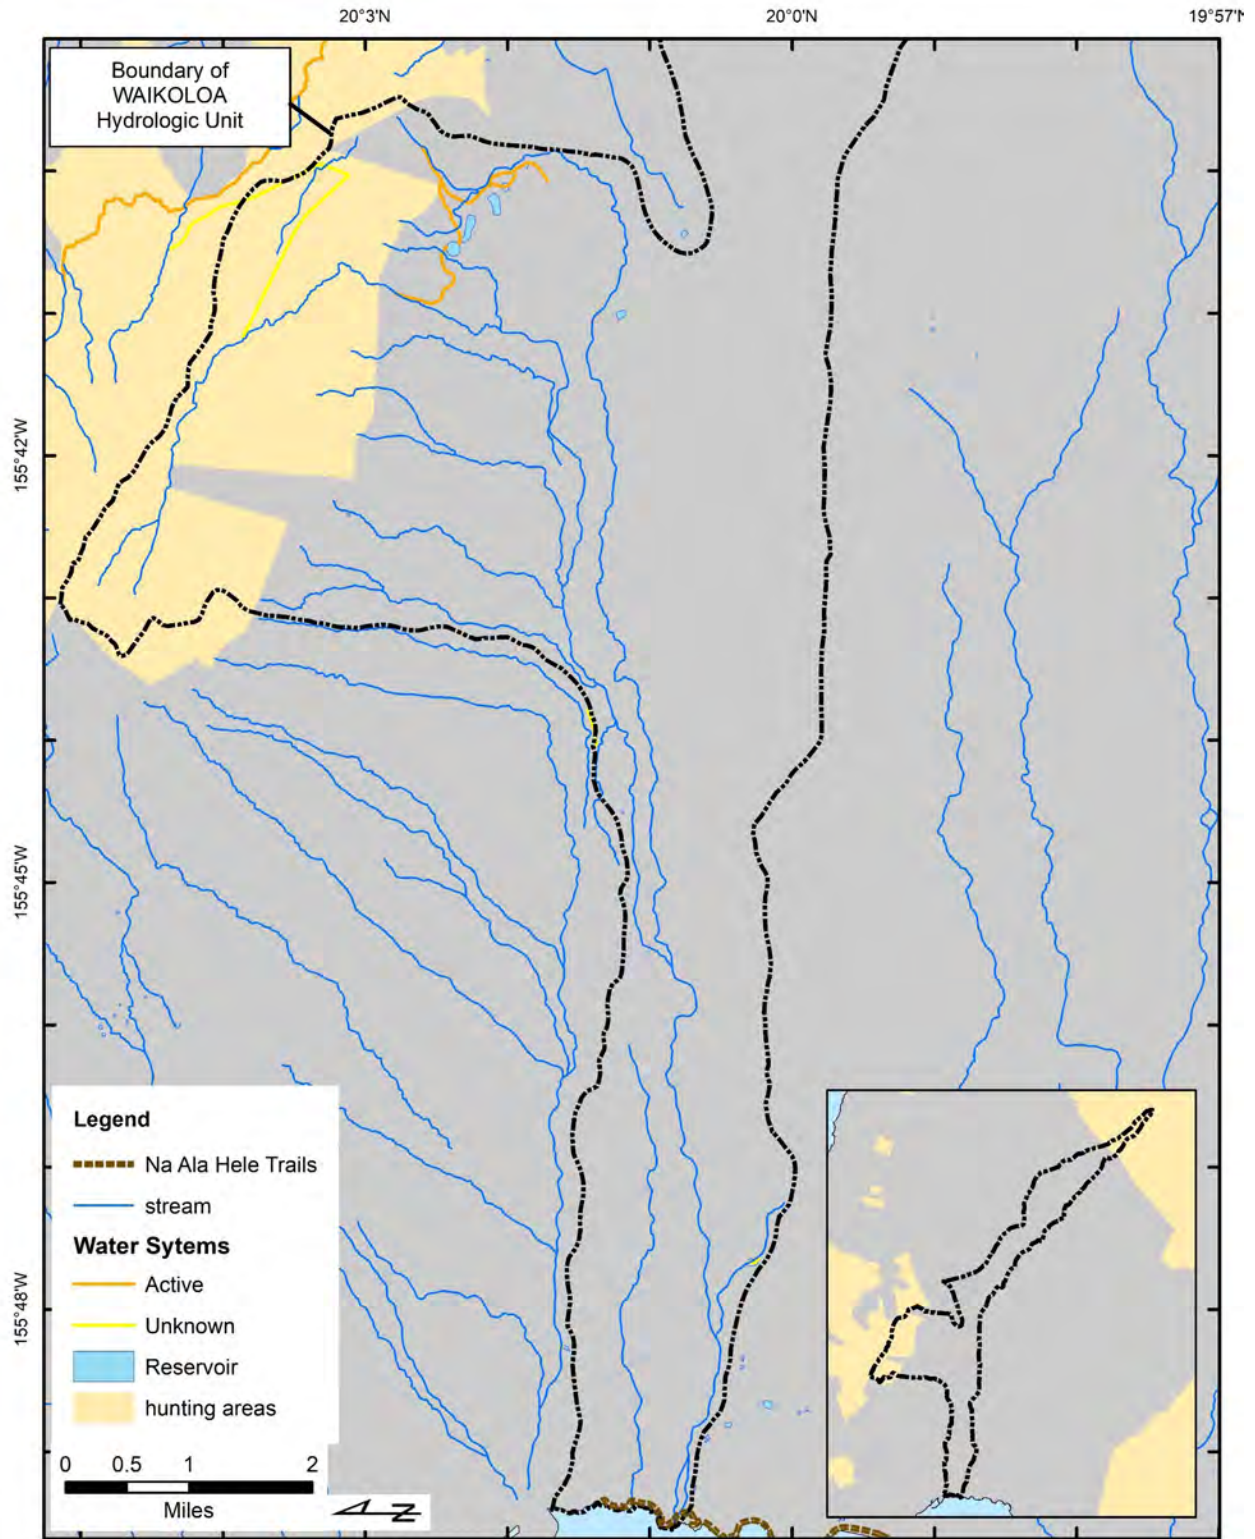 20°3'N
20°0'N
19°57'N
Boundary of
WAIKOLOA
Hydrologic Unit
155°42'W
155°45'W
155°48'W
Legend
Na Ala Hele Trails
stream
Water Sytems
Active
Unknown
Reservoir
hunting areas
0 0.5 1 2
Miles
N